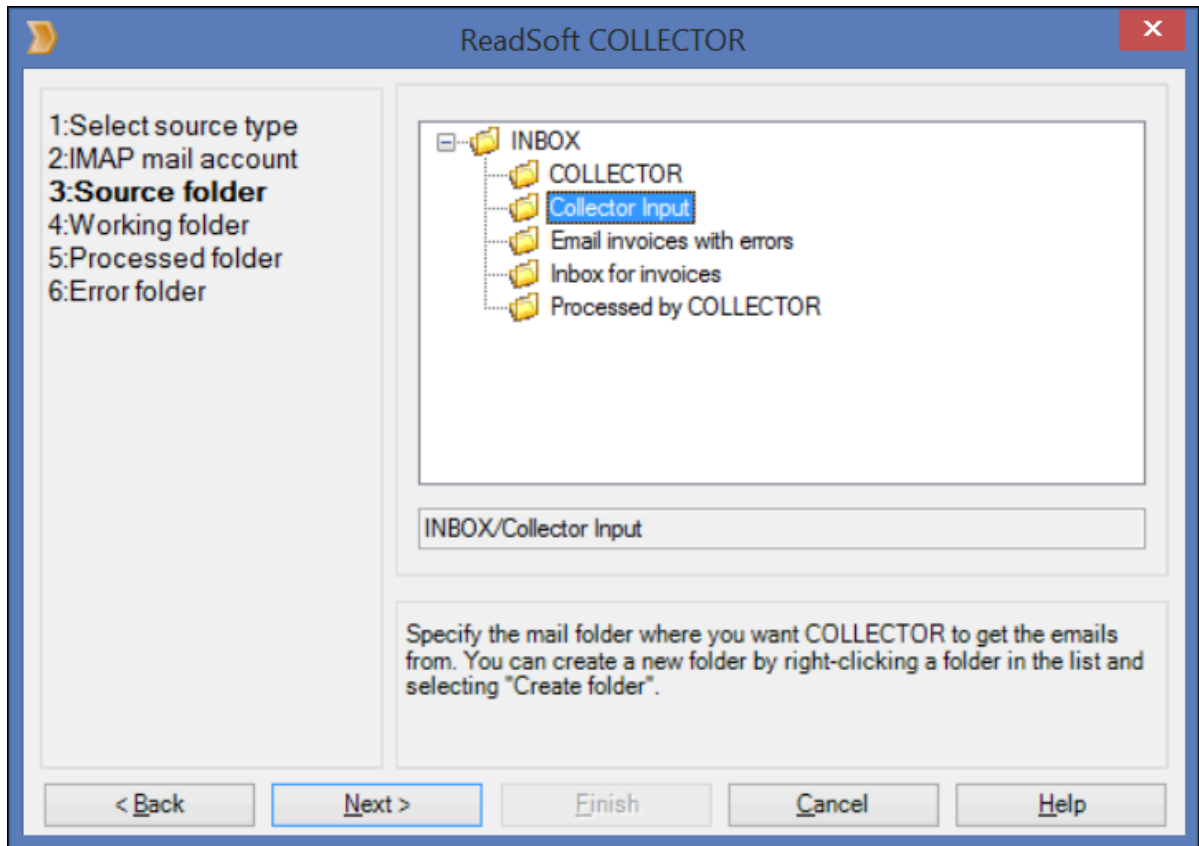 ReadSoft COLLECTOR
1:Select source type
2:IMAP mail account
3:Source folder
4:Working folder
5:Processed folder
6:Error folder
INBOX
COLLECTOR
Collector Input
Email invoices with errors
Inbox for invoices
Processed by COLLECTOR
INBOX/Collector Input
Specify the mail folder where you want COLLECTOR to get the emails
from. You can create a new folder by right-clicking a folder in the list and
selecting "Create folder".
< Back
Next >
Finish
Cancel
Help